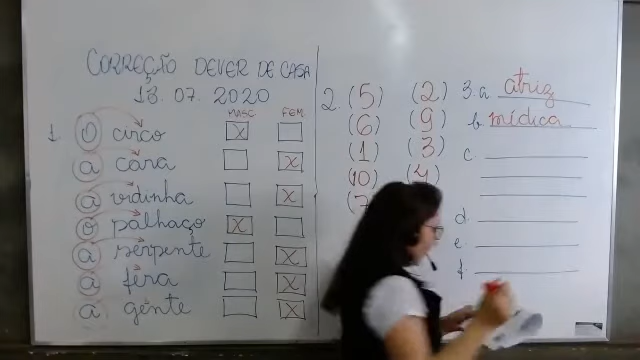 CORREÇÃO DEVER DE CASA
13.07.2020
MASC FEM
1. o circo X
a cara X
a vidinha X
o palhaço X
a serpente X
a fera X
a gente X
2. (5) (2)
(6) (9)
(1) (3)
(10) (4)
(7
3. a atriz
b. médica
c.
d.
e.
f.